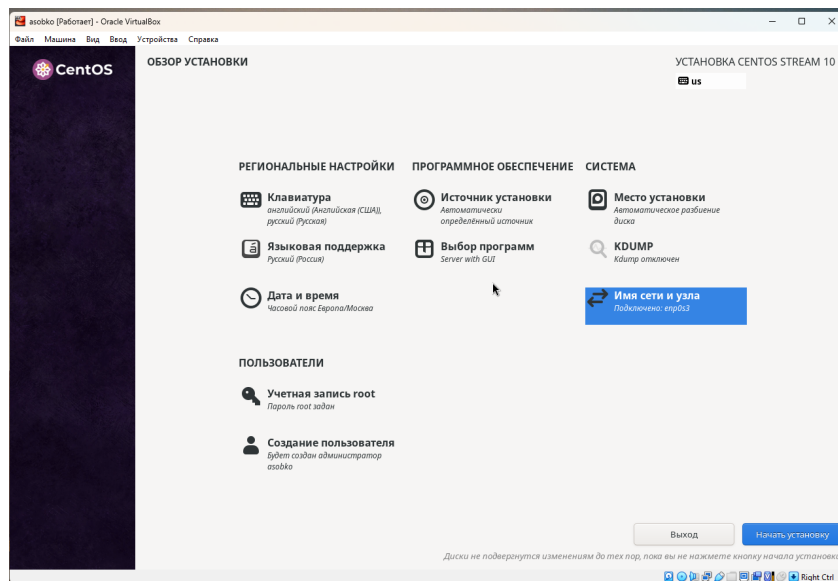 asobko [Работает] - Oracle VirtualBox
Файл Машина Вид Ввод Устройства Справка
CentOS
ОБЗОР УСТАНОВКИ
УСТАНОВКА CENTOS STREAM 10
us
РЕГИОНАЛЬНЫЕ НАСТРОЙКИ
Клавиатура
английский (Английская (США)),
русский (Русская)
Языковая поддержка
Русский (Россия)
Дата и время
Часовой пояс Европа/Москва
ПРОГРАММНОЕ ОБЕСПЕЧЕНИЕ
Источник установки
Автоматически
определённый источник
Выбор программ
Server with GUI
СИСТЕМА
Место установки
Автоматическое разбиение
диска
KDUMP
Kdump отключен
Имя сети и узла
Подключено: enp0s3
ПОЛЬЗОВАТЕЛИ
Учетная запись root
Пароль root задан
Создание пользователя
Будет создан администратор
asobko
Выход
Начать установку
Диски не подвергнутся изменениям до тех пор, пока вы не нажмете кнопку начала установки
Right Ctrl